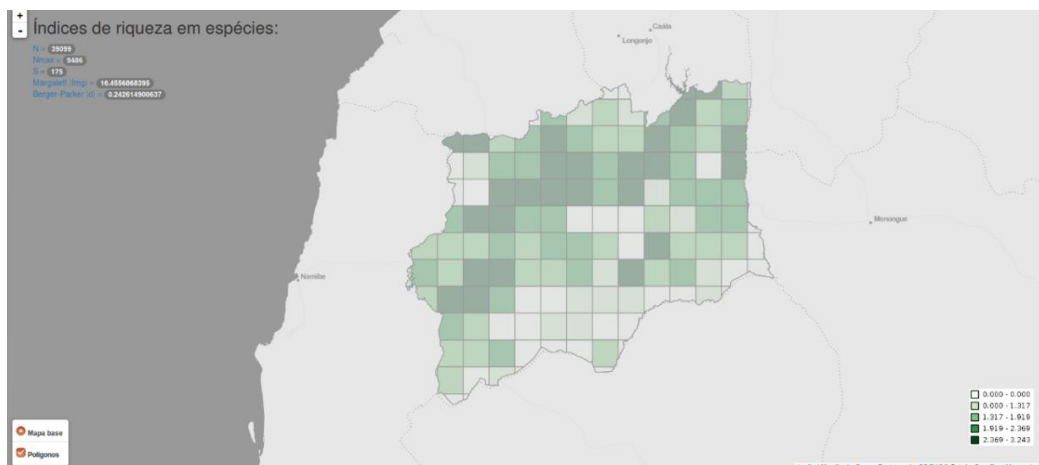 +
-
Índices de riqueza em espécies:
N = 39099
Nmax = 9486
S = 175
Margaleff (Img) = 16.4556868395
Berger-Parker (d) = 0.242614900637
Caála
Longonjo
Menongue
Namibe
Mapa base
Polígonos
0.000 - 0.000
0.000 - 1.317
1.317 - 1.919
1.919 - 2.369
2.369 - 3.243